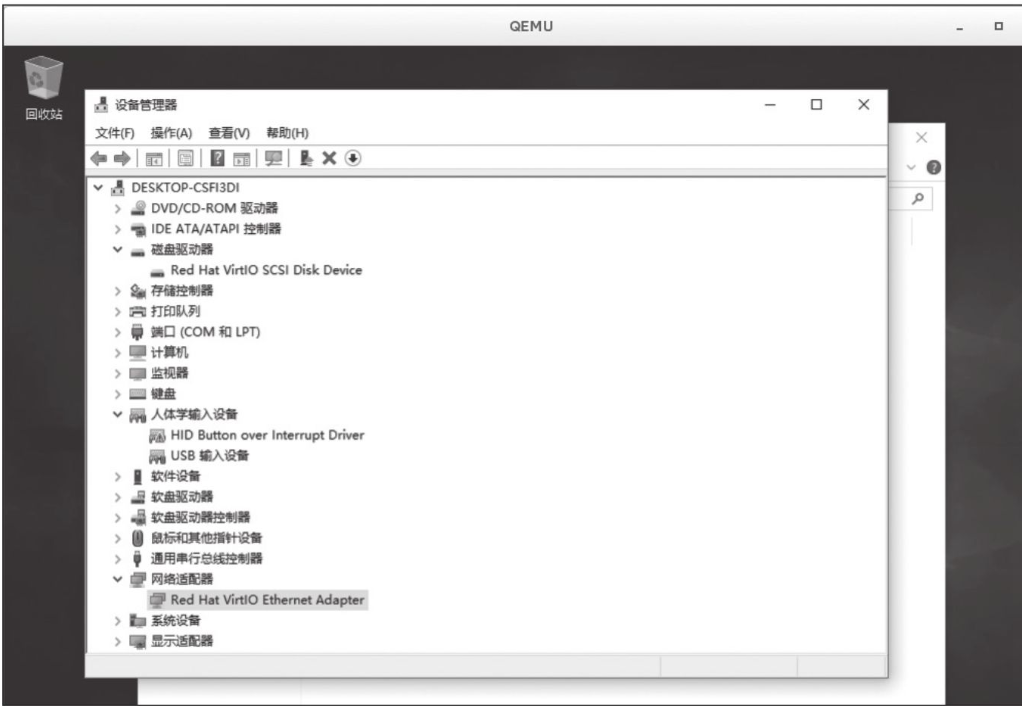 QEMU
回收站
设备管理器
文件(F) 操作(A) 查看(V) 帮助(H)
DESKTOP-CSFI3DI
DVD/CD-ROM 驱动器
IDE ATA/ATAPI 控制器
磁盘驱动器
Red Hat VirtIO SCSI Disk Device
存储控制器
打印队列
端口 (COM 和 LPT)
计算机
监视器
键盘
人体学输入设备
HID Button over Interrupt Driver
USB 输入设备
软件设备
软盘驱动器
软盘驱动器控制器
鼠标和其他指针设备
通用串行总线控制器
网络适配器
Red Hat VirtIO Ethernet Adapter
系统设备
显示适配器